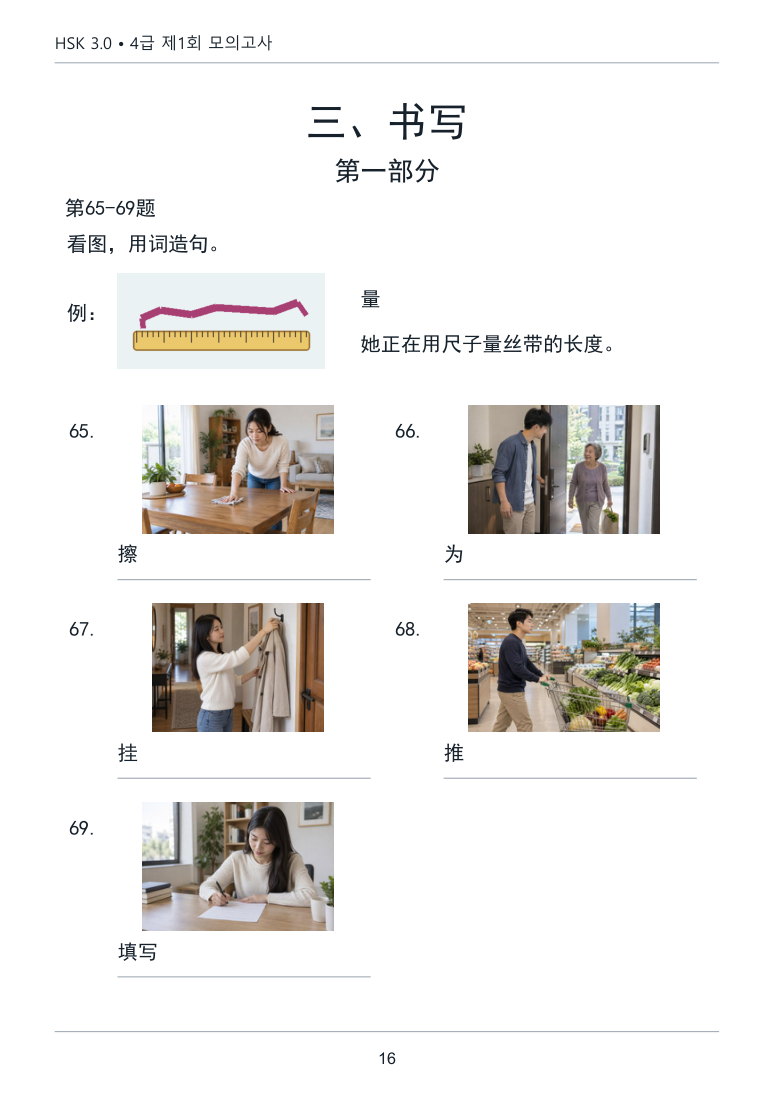 HSK 3.0 • 4급 제1회 모의고사
三、书写
第一部分
第65-69题
看图，用词造句。
例：
量
她正在用尺子量丝带的长度。
65.
擦
66.
为
67.
挂
68.
推
69.
填写
16